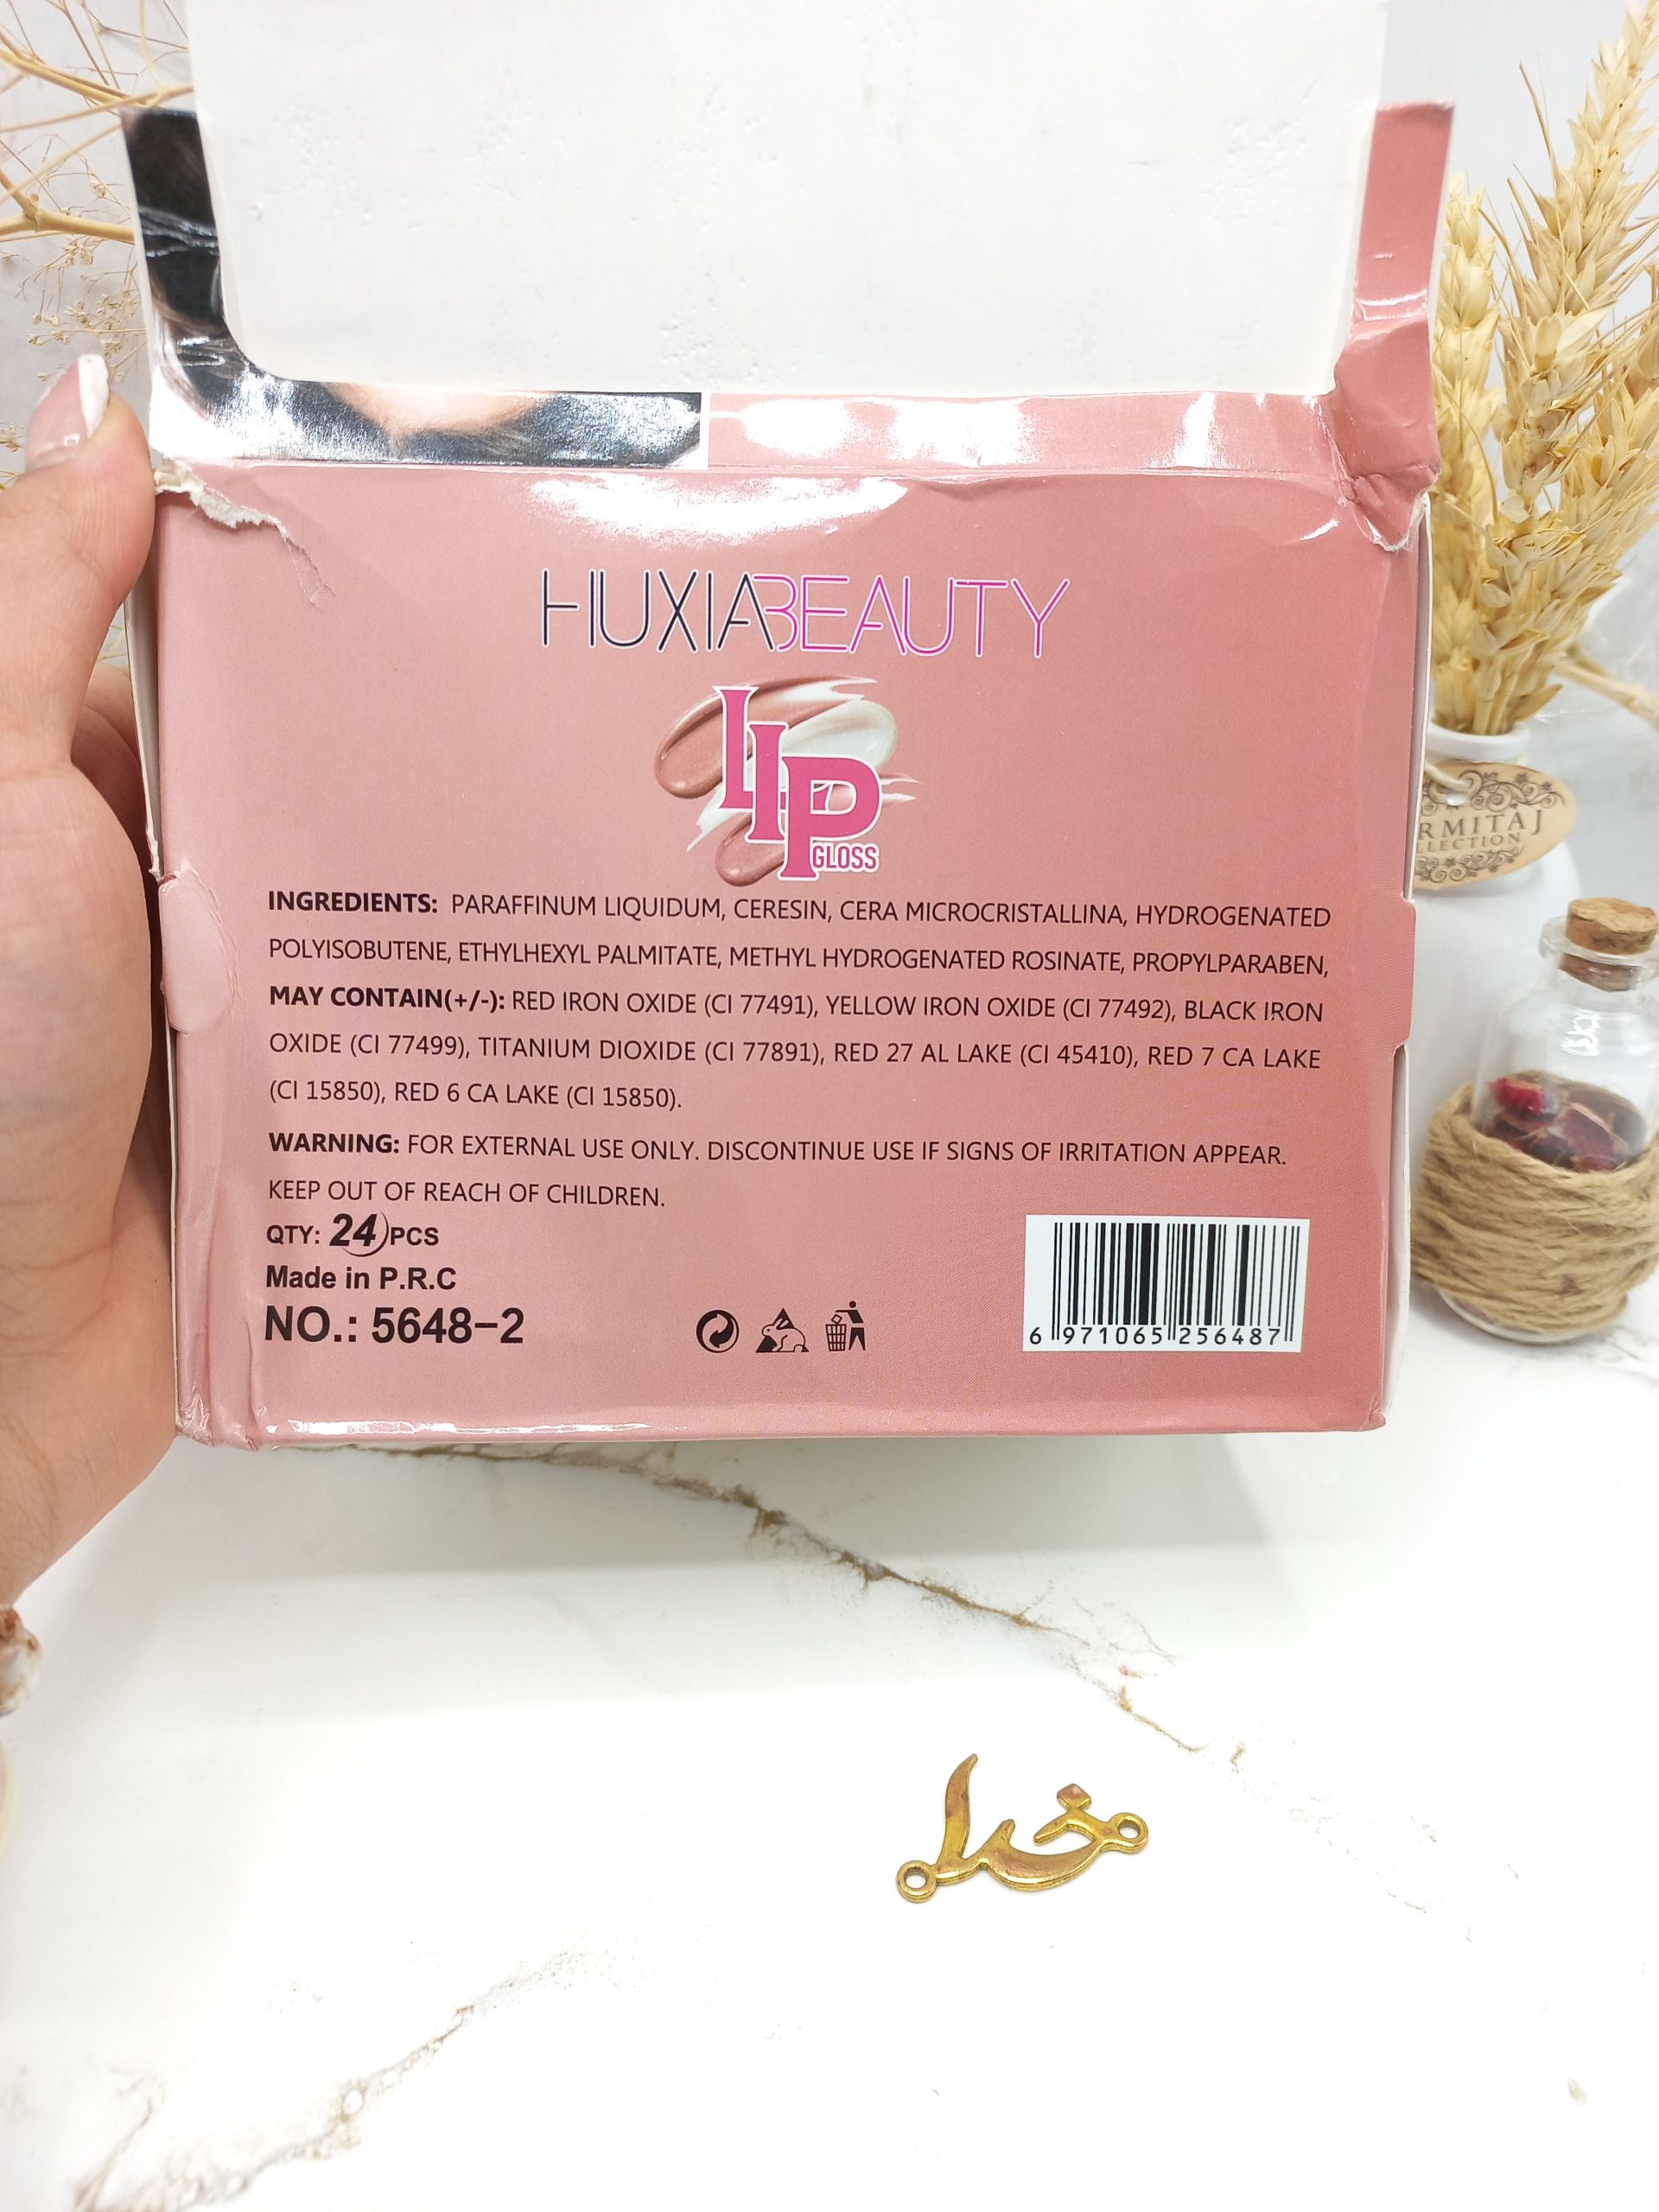 HUXIABEAUTY
LIP
GLOSS
INGREDIENTS: PARAFFINUM LIQUIDUM, CERESIN, CERA MICROCRISTALLINA, HYDROGENATED
POLYISOBUTENE, ETHYLHEXYL PALMITATE, METHYL HYDROGENATED ROSINATE, PROPYLPARABEN,
MAY CONTAIN(+/-): RED IRON OXIDE (CI 77491), YELLOW IRON OXIDE (CI 77492), BLACK IRON
OXIDE (CI 77499), TITANIUM DIOXIDE (CI 77891), RED 27 AL LAKE (CI 45410), RED 7 CA LAKE
(CI 15850), RED 6 CA LAKE (CI 15850).
WARNING: FOR EXTERNAL USE ONLY. DISCONTINUE USE IF SIGNS OF IRRITATION APPEAR.
KEEP OUT OF REACH OF CHILDREN.
QTY: 24 PCS
Made in P.R.C
NO.: 5648-2
6 971065 256487
RMITAJ
LLECTION
خدا